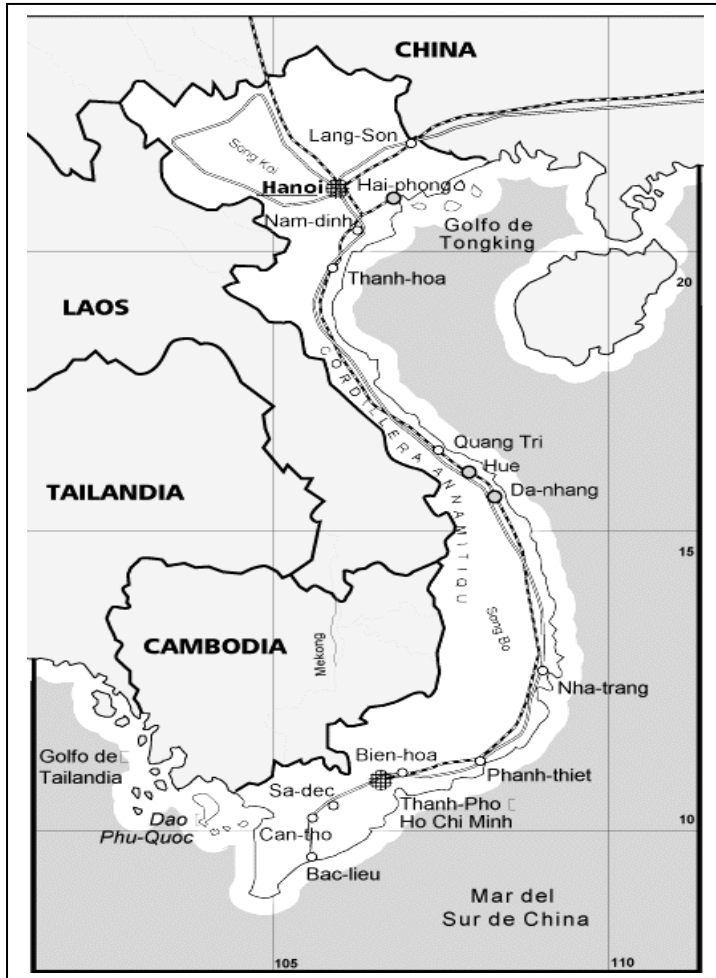 CHINA
Lang-Son
Song Koi
Hanoi
Hai-phong
Nam-dinh
Golfo de
Tongking
Thanh-hoa
20
LAOS
CORDILLERA ANNAMITIQU
Quang Tri
Hue
TAILANDIA
Da-nhang
15
Song Bo
CAMBODIA
Mekong
Nha-trang
Golfo de
Tailandia
Bien-hoa
Phanh-thiet
Sa-dec
Thanh-Pho
Ho Chi Minh
Dao
Phu-Quoc
Can-tho
10
Bac-lieu
Mar del
Sur de China
105
110